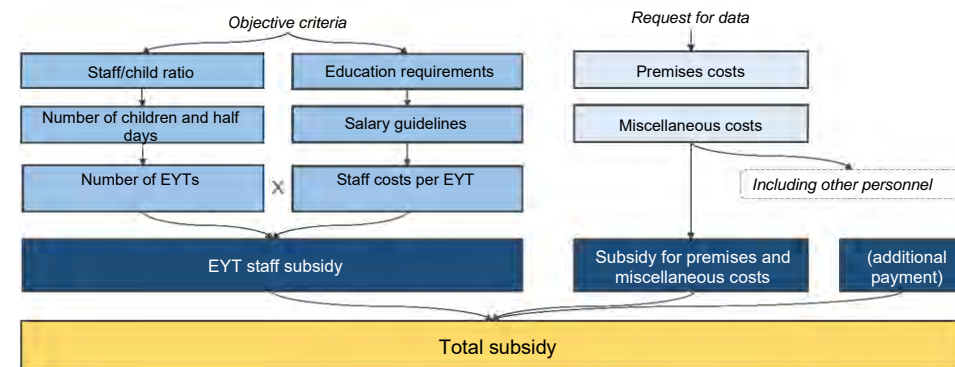 Objective criteria
Request for data
Staff/child ratio
Education requirements
Premises costs
Number of children and half
days
Salary guidelines
Miscellaneous costs
Number of EYTs
X
Staff costs per EYT
Including other personnel
EYT staff subsidy
Subsidy for premises and
miscellaneous costs
(additional
payment)
Total subsidy